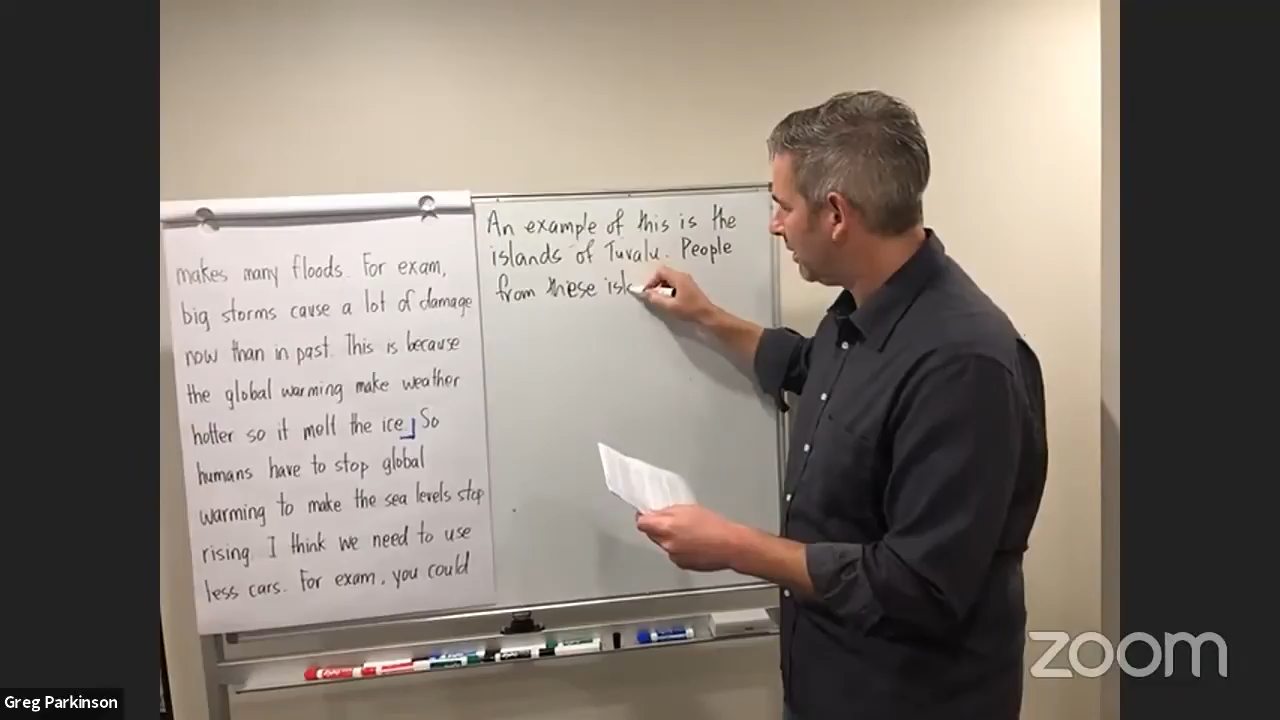 makes many floods. For exam,
big storms cause a lot of damage
now than in past. This is because
the global warming make weather
hotter so it melt the ice. So
humans have to stop global
warming to make the sea levels stop
rising. I think we need to use
less cars. For exam, you could
An example of this is the
islands of Tuvalu. People
from these isla
zoom
Greg Parkinson